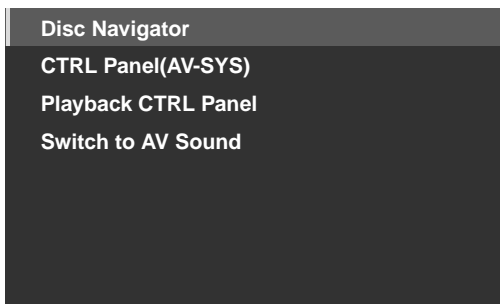 Disc Navigator
CTRL Panel(AV-SYS)
Playback CTRL Panel
Switch to AV Sound